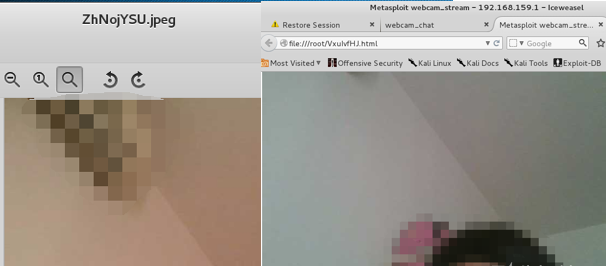 ZhNojYSU.jpeg
Metasploit webcam_stream - 192.168.159.1 - Iceweasel
Restore Session
webcam_chat
Metasploit webcam_stre...
file:///root/VxuIvfHJ.html
Google
Most Visited
Offensive Security
Kali Linux
Kali Docs
Kali Tools
Exploit-DB